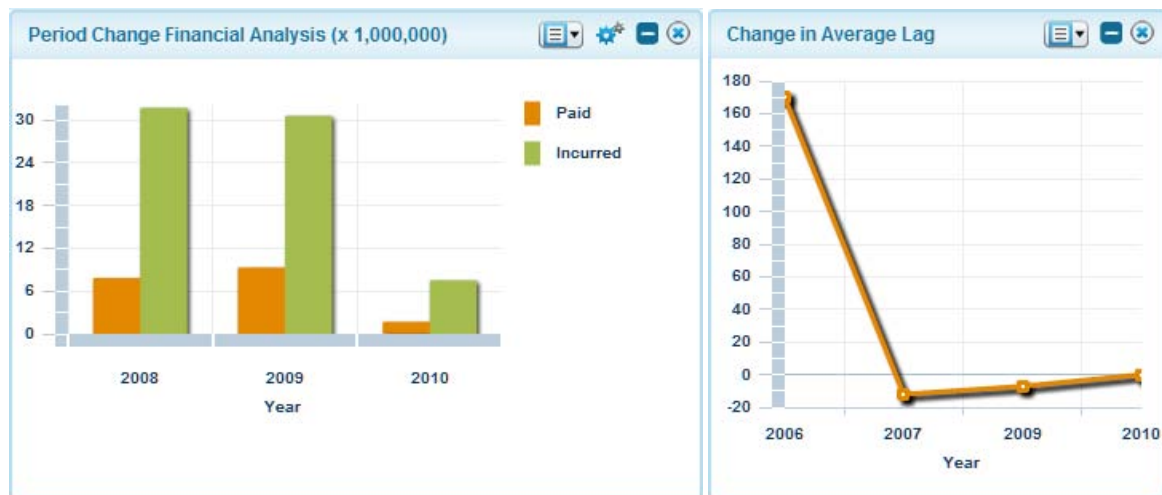 Period Change Financial Analysis (x 1,000,000)
30
24
18
12
6
0
2008 2009 2010
Year
Paid
Incurred
Change in Average Lag
180
160
140
120
100
80
60
40
20
0
-20
2006 2007 2009 2010
Year